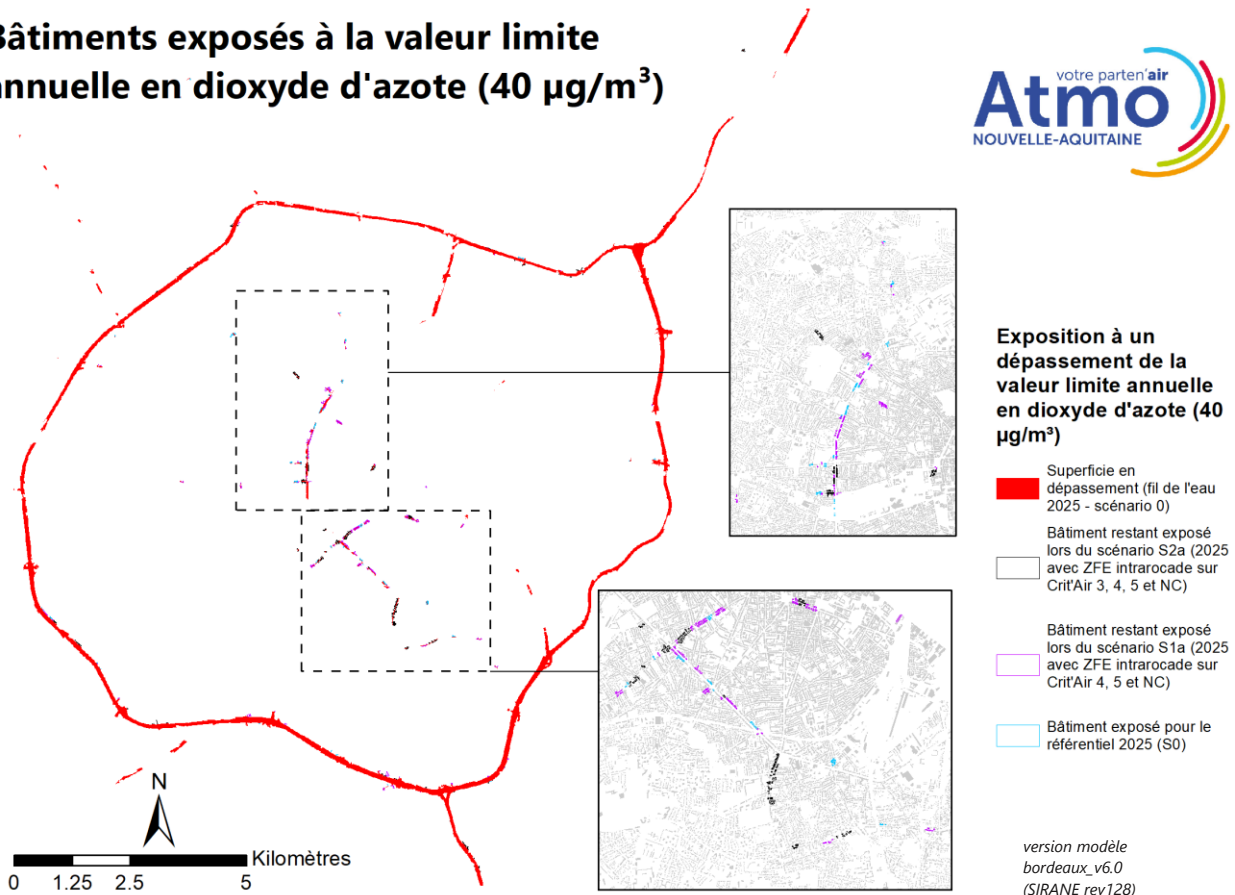 Bâtiments exposés à la valeur limite
annuelle en dioxyde d'azote (40 µg/m³)
votre parten'air
Atmo
NOUVELLE-AQUITAINE
Exposition à un
dépassement de la
valeur limite annuelle
en dioxyde d'azote (40
µg/m³)
Superficie en
dépassement (fil de l'eau
2025 - scénario 0)
Bâtiment restant exposé
lors du scénario S2a (2025
avec ZFE intrarocade sur
Crit'Air 3, 4, 5 et NC)
Bâtiment restant exposé
lors du scénario S1a (2025
avec ZFE intrarocade sur
Crit'Air 4, 5 et NC)
Bâtiment exposé pour le
référentiel 2025 (S0)
N
Kilomètres
0 1.25 2.5 5
version modèle
bordeaux_v6.0
(SIRANE rev128)